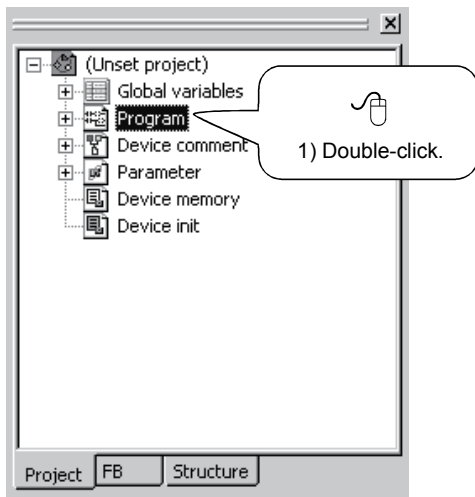 (Unset project)
Global variables
Program
Device comment
Parameter
Device memory
Device init
1) Double-click.
Project FB Structure